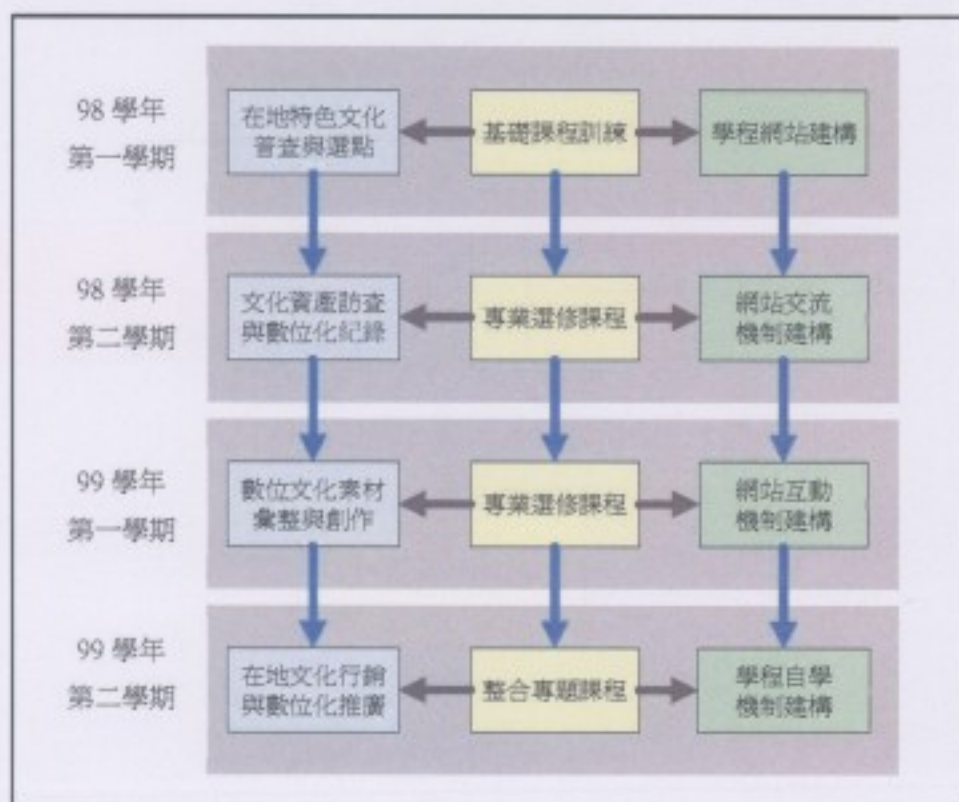 98 學年
第一學期
在地特色文化
普查與選點
基礎課程訓練
學程網站建構
98 學年
第二學期
文化資產訪查
與數位化紀錄
專業選修課程
網站交流
機制建構
99 學年
第一學期
數位文化素材
彙整與創作
專業選修課程
網站互動
機制建構
99 學年
第二學期
在地文化行銷
與數位化推廣
整合專題課程
學程自學
機制建構